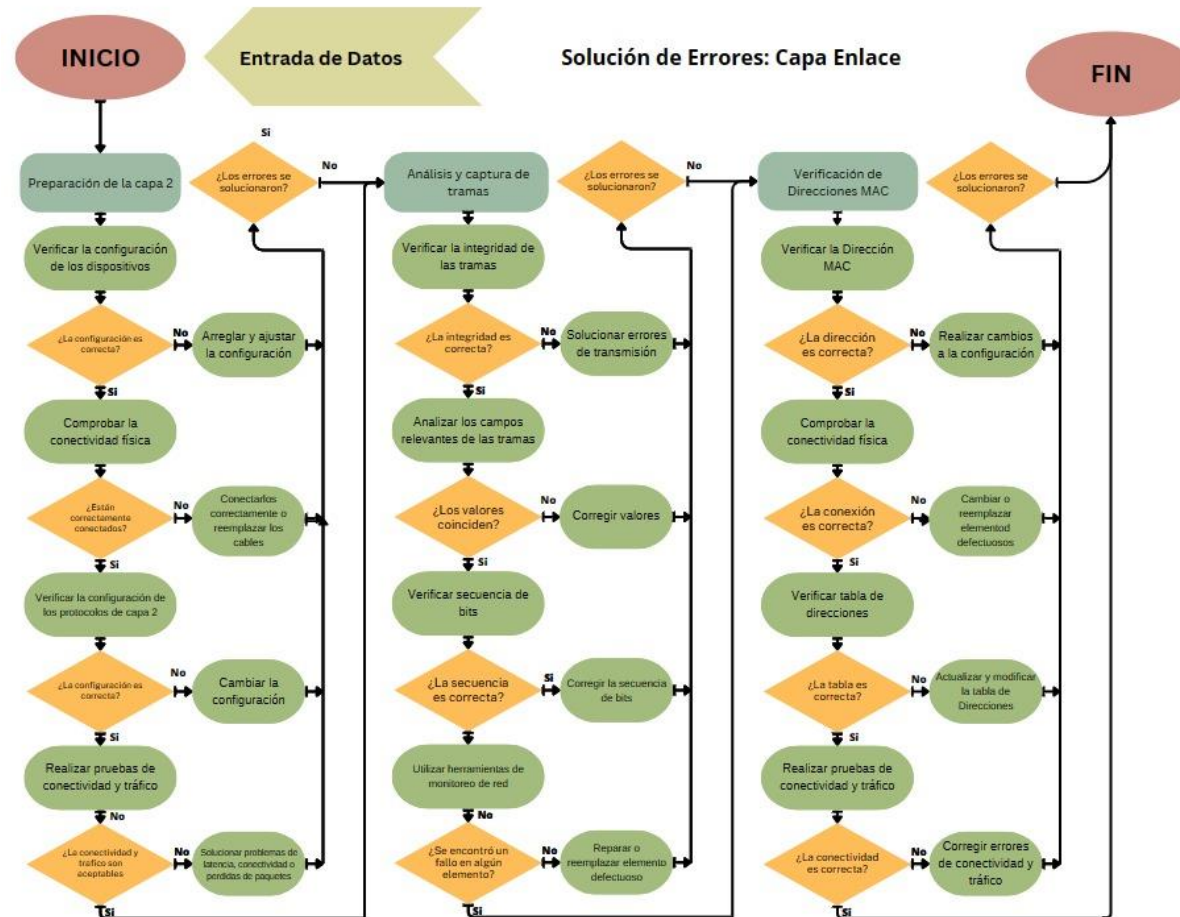 INICIO
Entrada de Datos
Solución de Errores: Capa Enlace
FIN
Preparación de la capa 2
Verificar la configuración
de los dispositivos
¿La configuración es
correcta?
No
Arreglar y ajustar
la configuración
Si
Comprobar la
conectividad física
¿Están
correctamente
conectados?
No
Conectarlos
correctamente o
reemplazar los
cables
Si
Verificar la configuración de
los protocolos de capa 2
¿La configuración es
correcta?
No
Cambiar la
configuración
Si
Realizar pruebas de
conectividad y tráfico
No
¿La conectividad y
trafico son
aceptables
No
Solucionar problemas de
latencia, conectividad o
perdidas de paquetes
Si
Si
¿Los errores se
solucionaron?
No
Análisis y captura de
tramas
Verificar la integridad de
las tramas
¿La integridad es
correcta?
No
Solucionar errores
de transmisión
Si
Analizar los campos
relevantes de las tramas
¿Los valores
coinciden?
No
Corregir valores
Si
Verificar secuencia de
bits
¿La secuencia
es correcta?
Si
Corregir la secuencia
de bits
No
Utilizar herramientas de
monitoreo de red
No
¿Se encontró un
fallo en algún
elemento?
No
Reparar o
reemplazar elemento
defectuoso
Si
¿Los errores se
solucionaron?
No
Verificación de
Direcciones MAC
Verificar la Dirección
MAC
¿La dirección
es correcta?
No
Realizar cambios
a la configuración
Si
Comprobar la
conectividad física
¿La conexión
es correcta?
No
Cambiar o
reemplazar
elementod
defectuosos
Si
Verificar tabla de
direcciones
¿La tabla es
correcta?
No
Actualizar y modificar
la tabla de
Direcciones
Si
Realizar pruebas de
conectividad y tráfico
¿La conectividad
es correcta?
No
Corregir errores
de conectividad y
tráfico
Si
¿Los errores se
solucionaron?